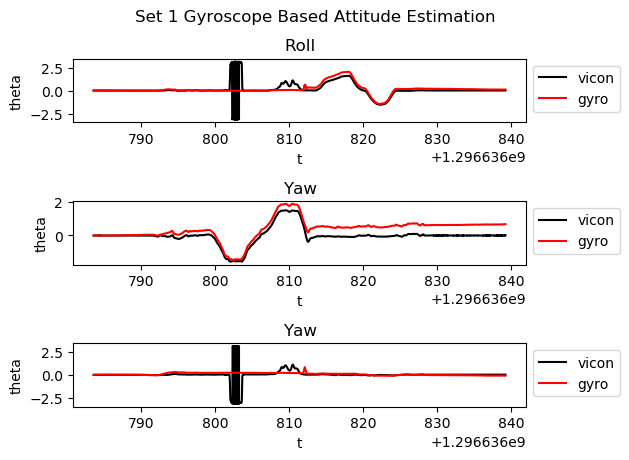 Set 1 Gyroscope Based Attitude Estimation
Roll
theta
2.5
0.0
−2.5
790 800 810 820 830 840
t
+1.296636e9
vicon
gyro
Yaw
theta
2
0
790 800 810 820 830 840
t
+1.296636e9
vicon
gyro
Yaw
theta
2.5
0.0
−2.5
790 800 810 820 830 840
t
+1.296636e9
vicon
gyro